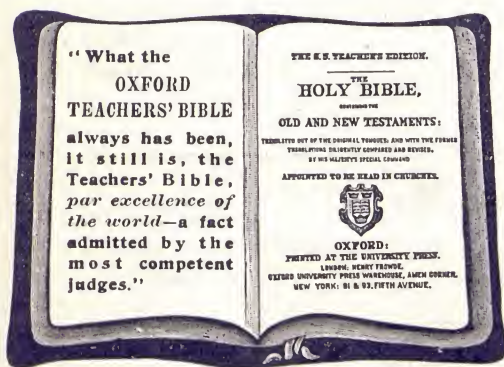 "What the
OXFORD
TEACHERS' BIBLE
always has been,
it still is, the
Teachers' Bible,
par excellence of
the world—a fact
admitted by the
most competent
judges."
THE S.S. TEACHER'S EDITION.
THE
HOLY BIBLE,
CONTAINING THE
OLD AND NEW TESTAMENTS:
TRANSLATED OUT OF THE ORIGINAL TONGUES: AND WITH THE FORMER
TRANSLATIONS DILIGENTLY COMPARED AND REVISED,
BY HIS MAJESTY'S SPECIAL COMMAND
APPOINTED TO BE READ IN CHURCHES.
OXFORD:
PRINTED AT THE UNIVERSITY PRESS.
LONDON: HENRY FROWDE,
OXFORD UNIVERSITY PRESS WAREHOUSE, AMEN CORNER.
NEW YORK: 91 & 93, FIFTH AVENUE.